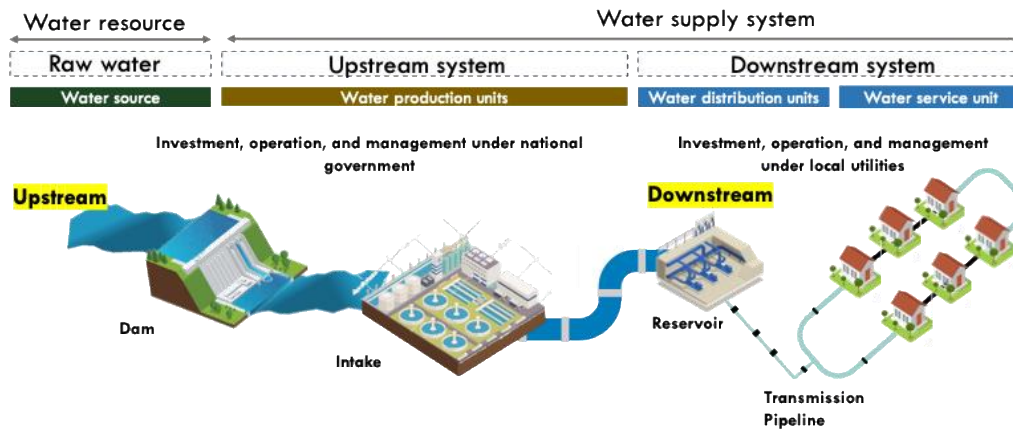 Water resource
Water supply system
Raw water
Upstream system
Downstream system
Water source
Water production units
Water distribution units
Water service unit
Investment, operation, and management under national
government
Investment, operation, and management
under local utilities
Upstream
Downstream
Dam
Intake
Reservoir
Transmission
Pipeline